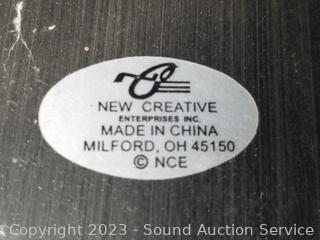 NEW CREATIVE
ENTERPRISES INC.
MADE IN CHINA
MILFORD, OH 45150
© NCE
Copyright 2023 - Sound Auction Service